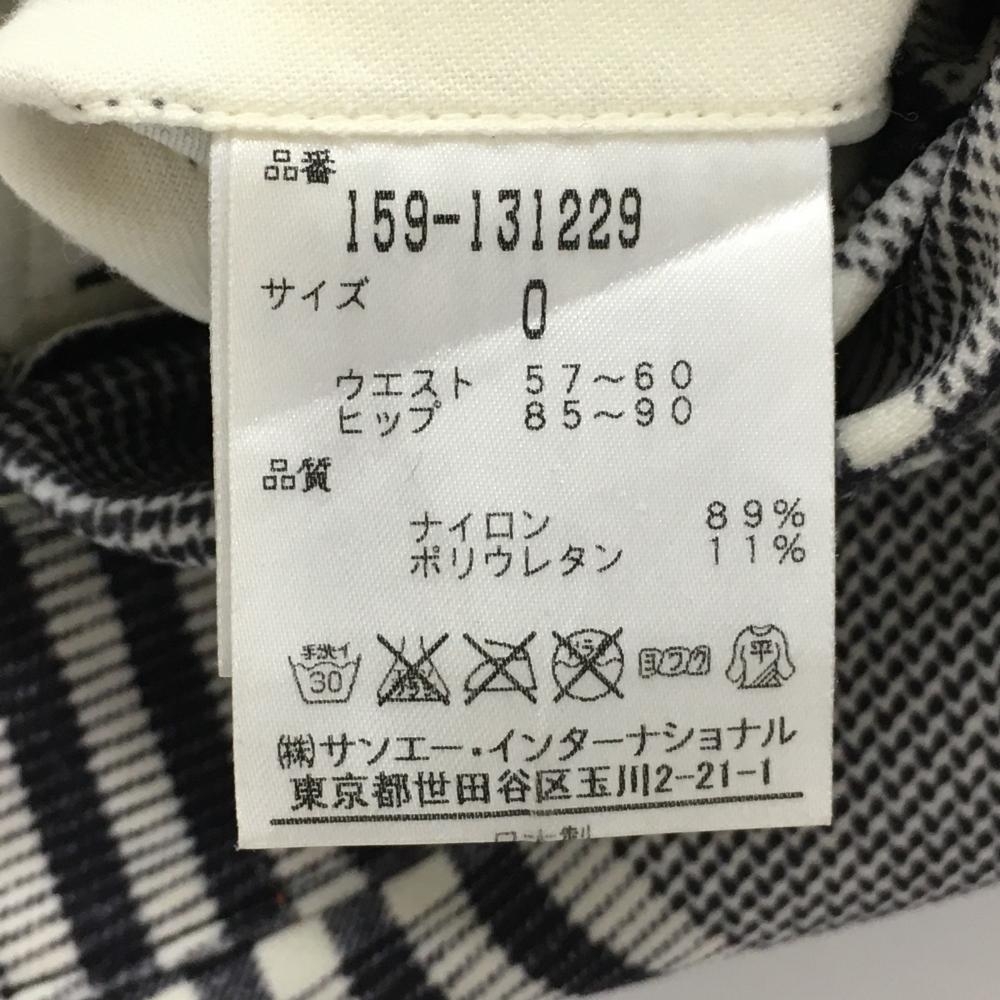 品番
159-131229
サイズ 0
ウエスト 57〜60
ヒップ 85〜90
品質
ナイロン 89%
ポリウレタン 11%
手洗イ
30
ヨワク
平
㈱サンエー・インターナショナル
東京都世田谷区玉川2-21-1